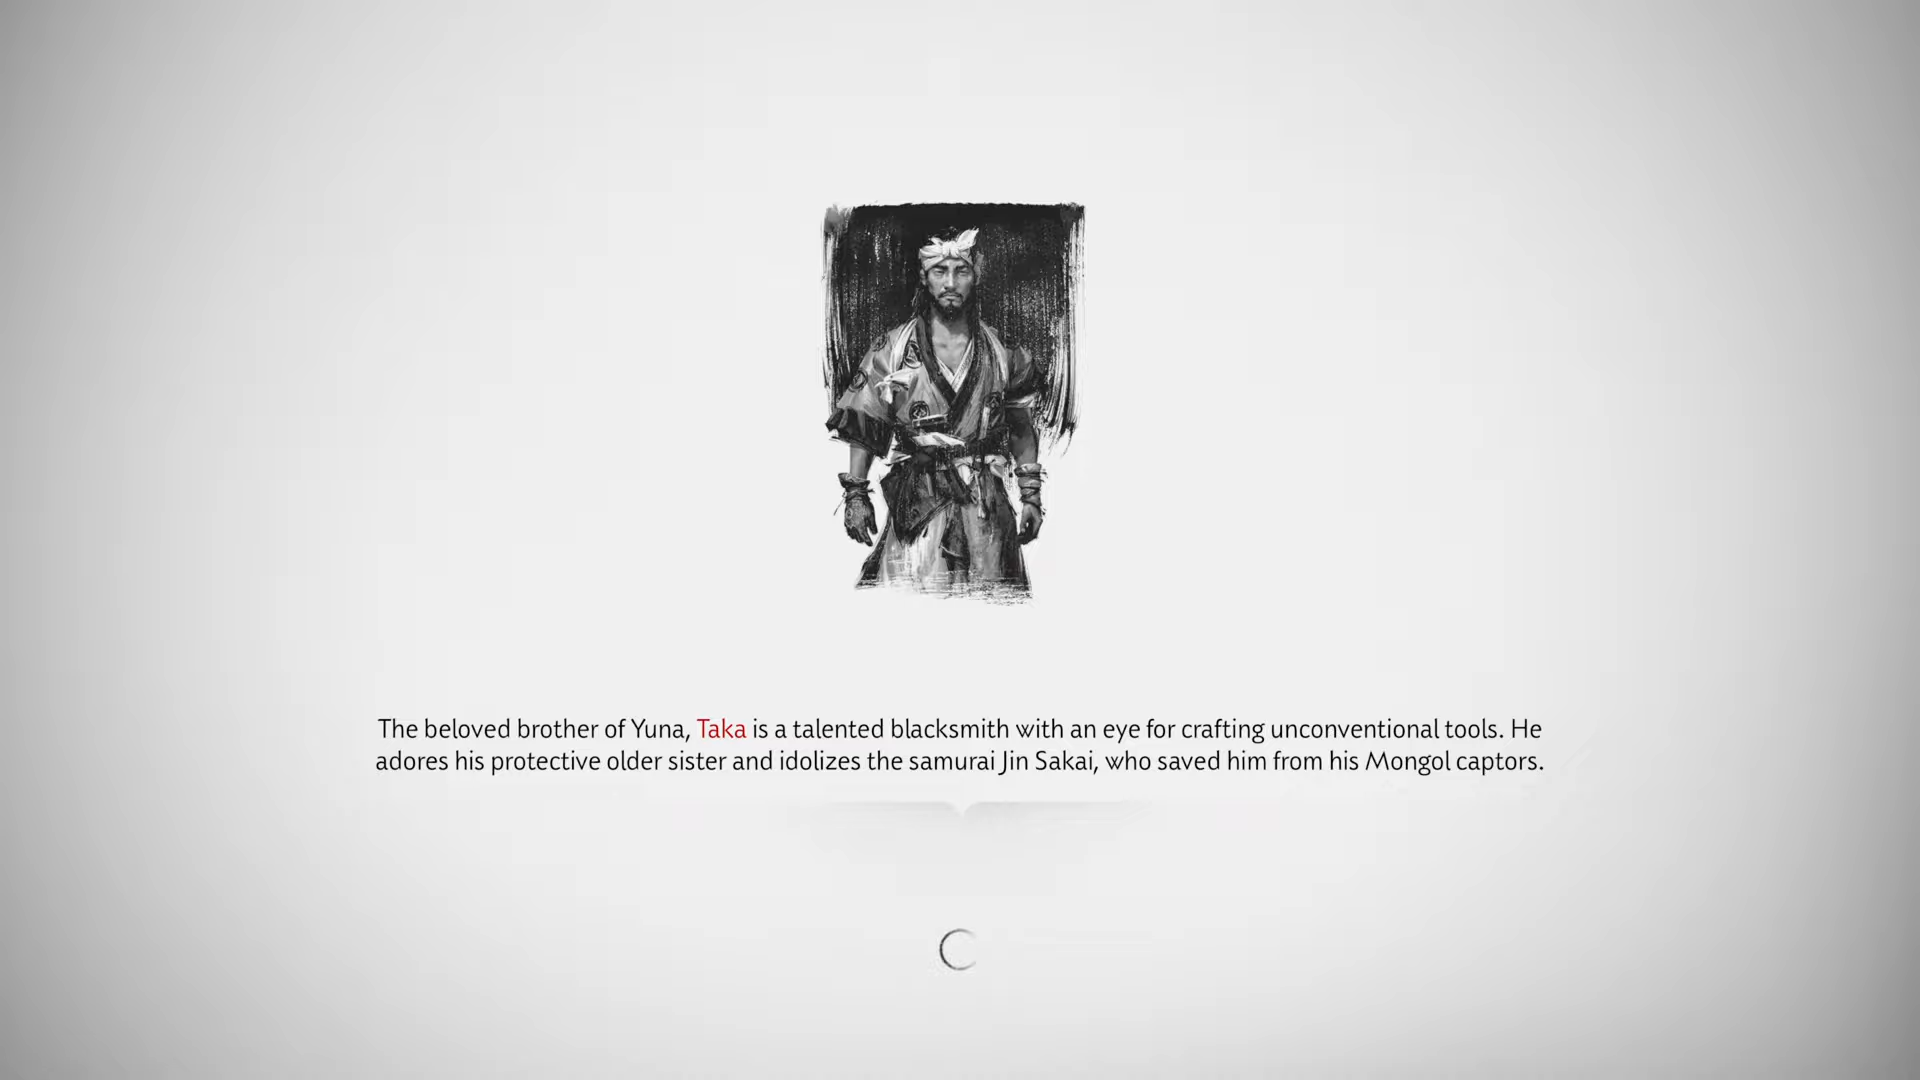 The beloved brother of Yuna, Taka is a talented blacksmith with an eye for crafting unconventional tools. He
adores his protective older sister and idolizes the samurai Jin Sakai, who saved him from his Mongol captors.